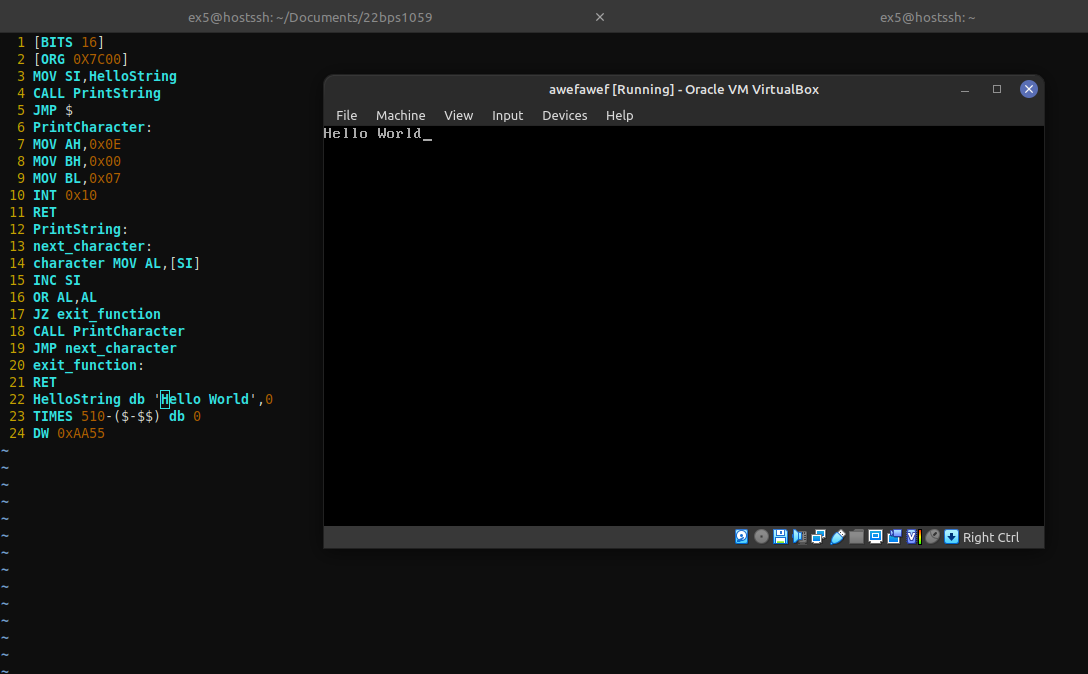 ex5@hostssh: ~/Documents/22bps1059
ex5@hostssh: ~
1 [BITS 16]
2 [ORG 0X7C00]
3 MOV SI,HelloString
4 CALL PrintString
5 JMP $
6 PrintCharacter:
7 MOV AH,0x0E
8 MOV BH,0x00
9 MOV BL,0x07
10 INT 0x10
11 RET
12 PrintString:
13 next_character:
14 character MOV AL,[SI]
15 INC SI
16 OR AL,AL
17 JZ exit_function
18 CALL PrintCharacter
19 JMP next_character
20 exit_function:
21 RET
22 HelloString db 'Hello World',0
23 TIMES 510-($-$$) db 0
24 DW 0xAA55
~
~
~
~
~
~
~
~
~
~
~
~
~
~
awefawef [Running] - Oracle VM VirtualBox
File Machine View Input Devices Help
Hello World_
Right Ctrl